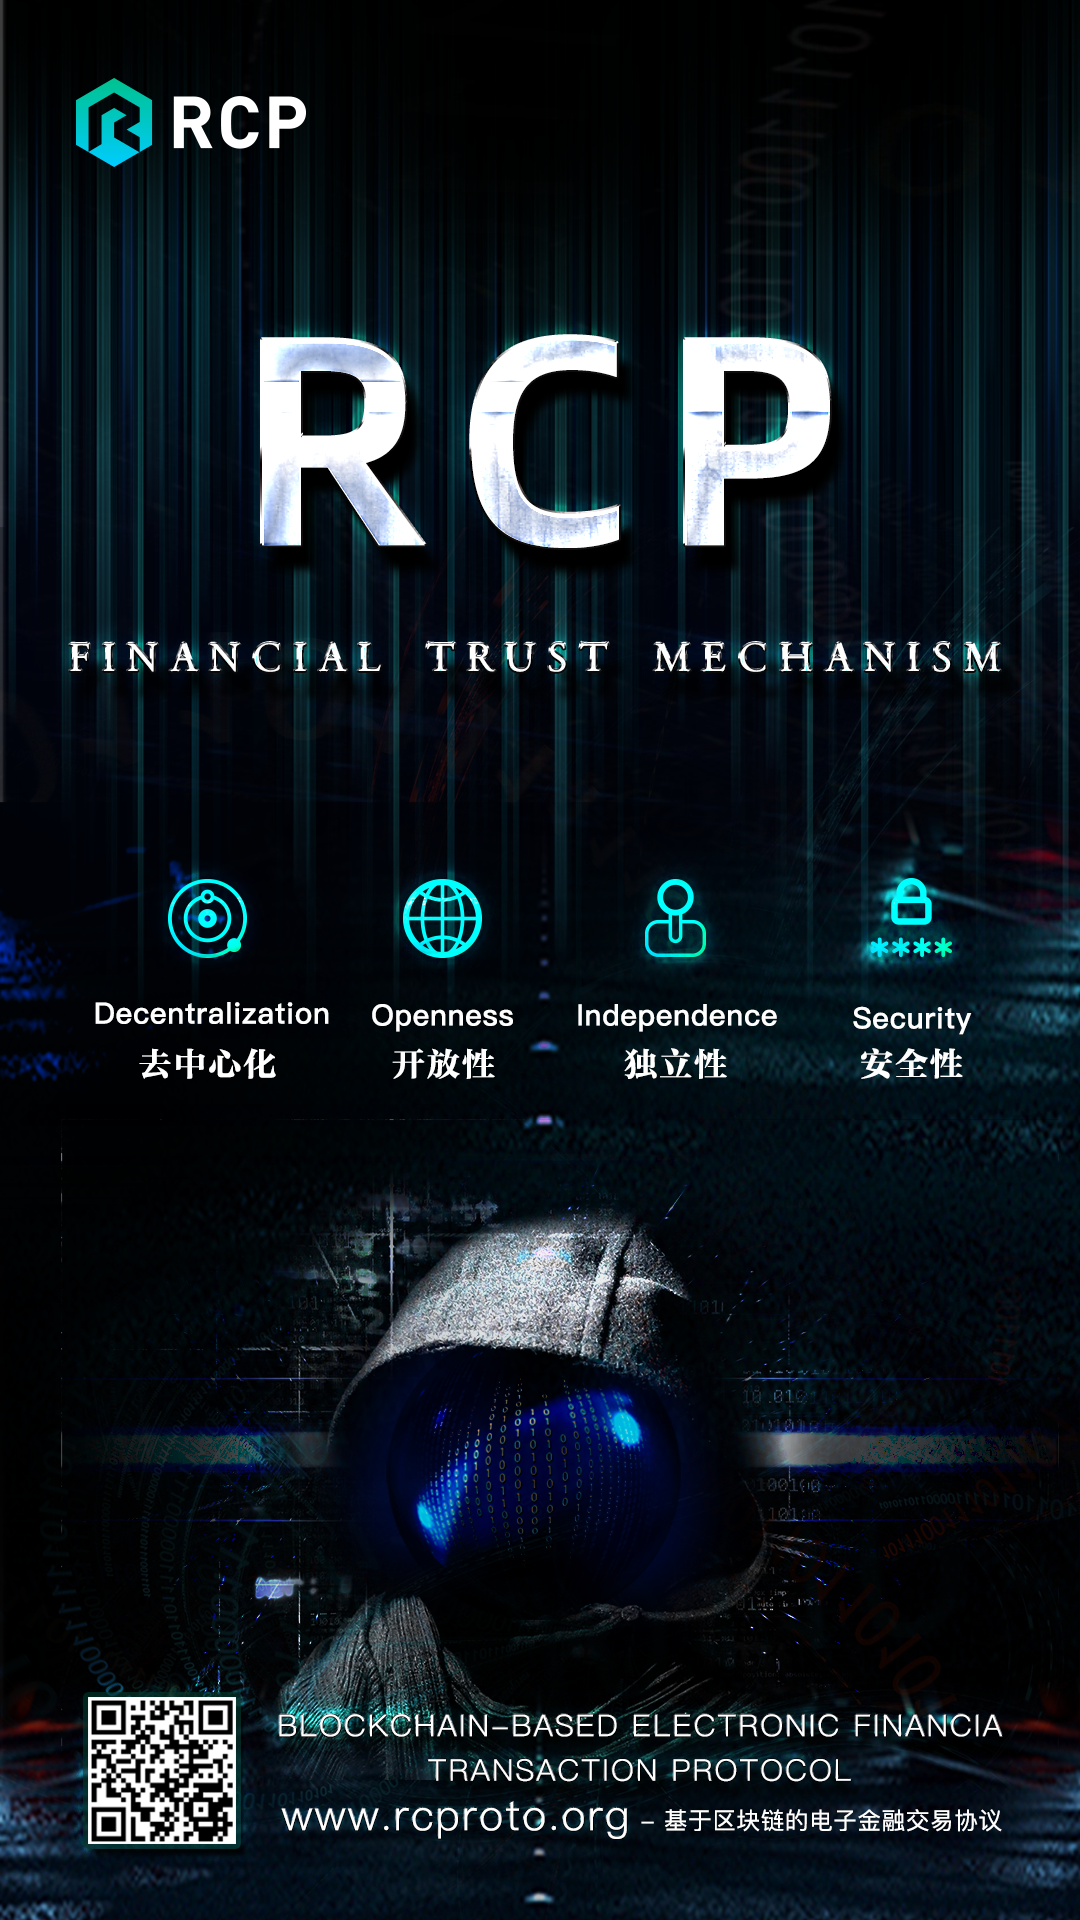 RCP
RCP
FINANCIAL TRUST MECHANISM
Decentralization
去中心化
Openness
开放性
Independence
独立性
****
Security
安全性
BLOCKCHAIN-BASED ELECTRONIC FINANCIA
TRANSACTION PROTOCOL
www.rcproto.org - 基于区块链的电子金融交易协议